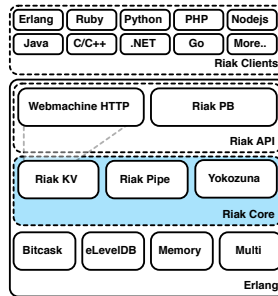 Erlang Ruby Python PHP Nodejs
Java C/C++ .NET Go More..
Riak Clients
Webmachine HTTP Riak PB
Riak API
Riak KV Riak Pipe Yokozuna
Riak Core
Bitcask eLevelDB Memory Multi
Erlang